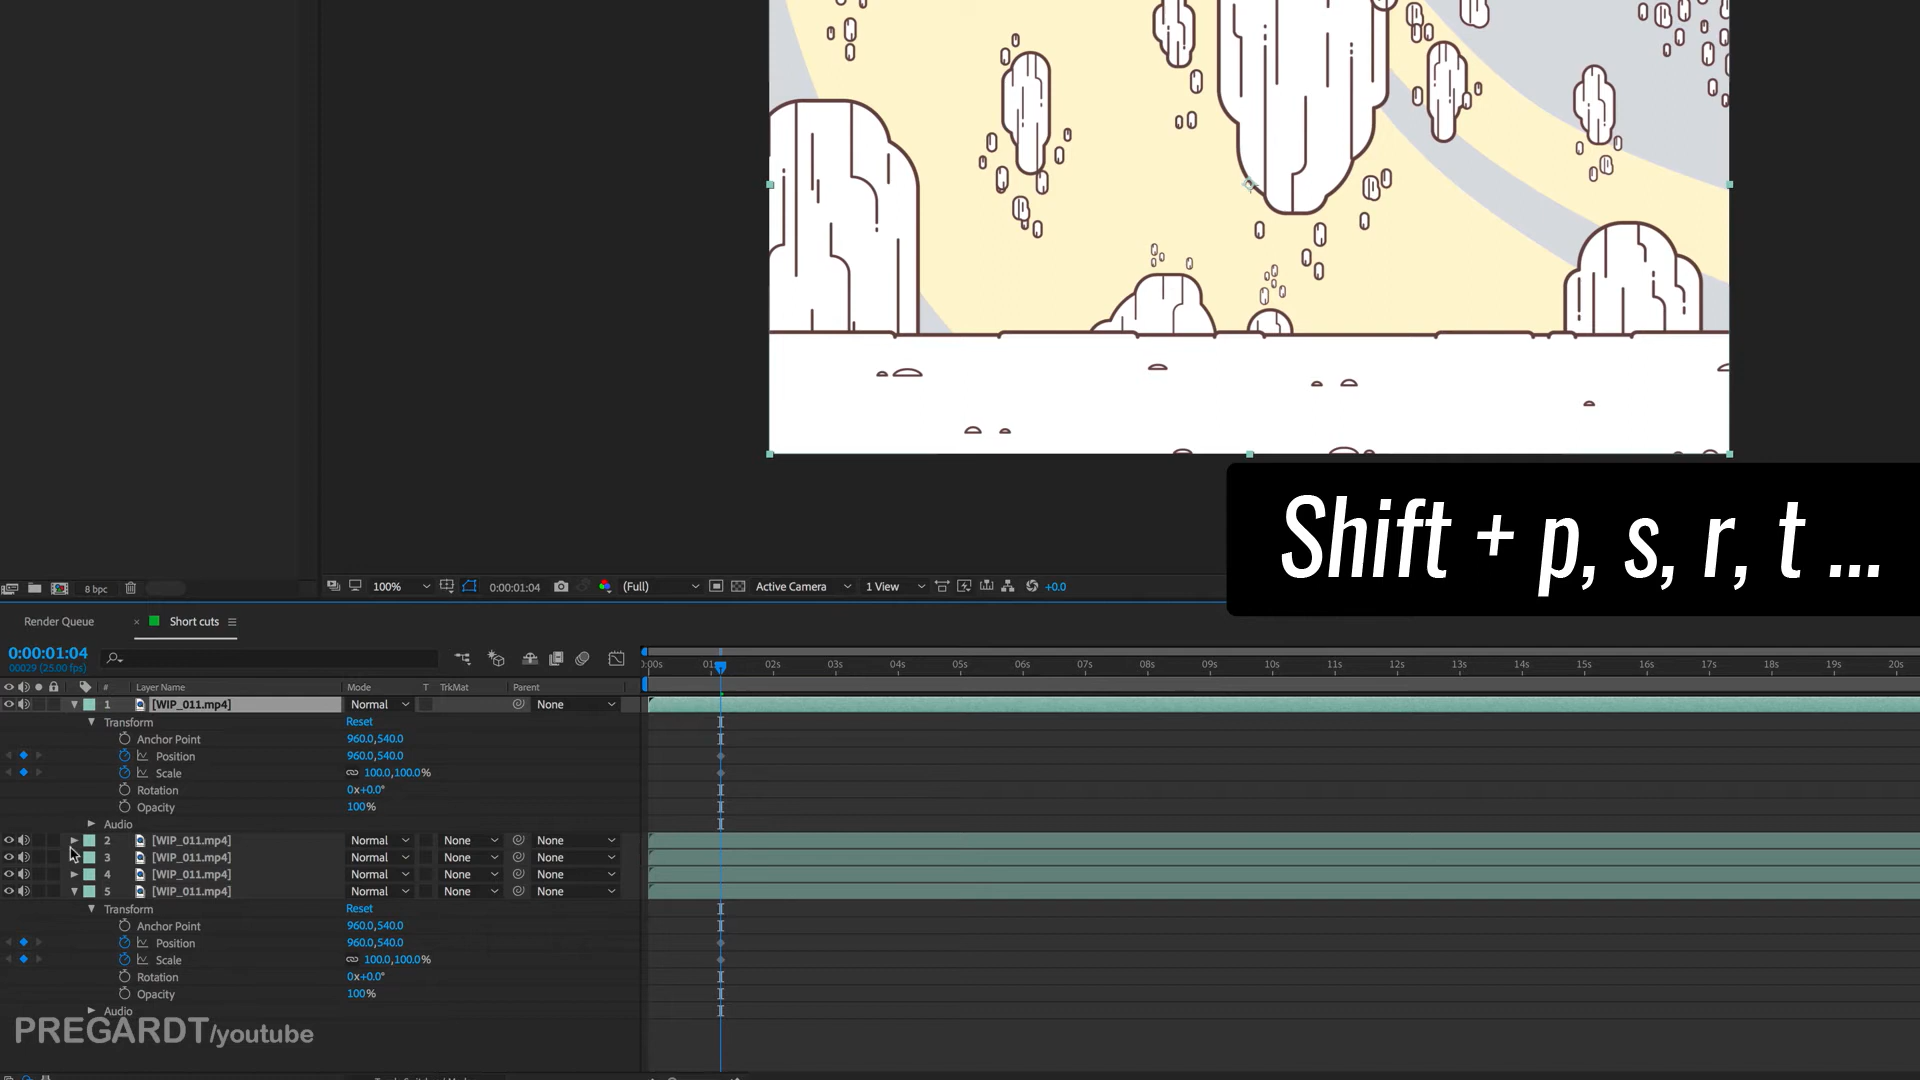 Shift + p, s, r, t ...
8 bpc
100%
0:00:01:04
(Full)
Active Camera
1 View
+0.0
Render Queue
× Short cuts
0:00:01:04
00029 (25.00 fps)
:00s 01 02s 03s 04s 05s 06s 07s 08s 09s 10s 11s 12s 13s 14s 15s 16s 17s 18s 19s 20s
# Layer Name Mode T TrkMat Parent
1 [WIP_011.mp4] Normal None
Transform Reset
Anchor Point 960.0,540.0
Position 960.0,540.0
Scale 100.0,100.0%
Rotation 0x+0.0°
Opacity 100%
Audio
2 [WIP_011.mp4] Normal None None
3 [WIP_011.mp4] Normal None None
4 [WIP_011.mp4] Normal None None
5 [WIP_011.mp4] Normal None None
Transform Reset
Anchor Point 960.0,540.0
Position 960.0,540.0
Scale 100.0,100.0%
Rotation 0x+0.0°
Opacity 100%
Audio
PREGARDT/youtube